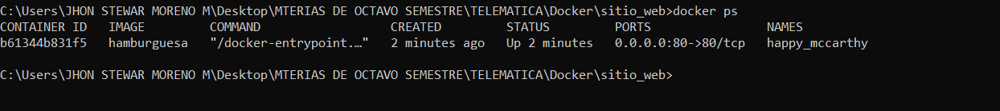 C:\Users\JHON STEWAR MORENO M\Desktop\MTERIAS DE OCTAVO SEMESTRE\TELEMATICA\Docker\sitio_web>docker ps
CONTAINER ID   IMAGE         COMMAND                  CREATED         STATUS         PORTS                NAMES
b61344b831f5   hamburguesa   "/docker-entrypoint.…"   2 minutes ago   Up 2 minutes   0.0.0.0:80->80/tcp   happy_mccarthy
C:\Users\JHON STEWAR MORENO M\Desktop\MTERIAS DE OCTAVO SEMESTRE\TELEMATICA\Docker\sitio_web>